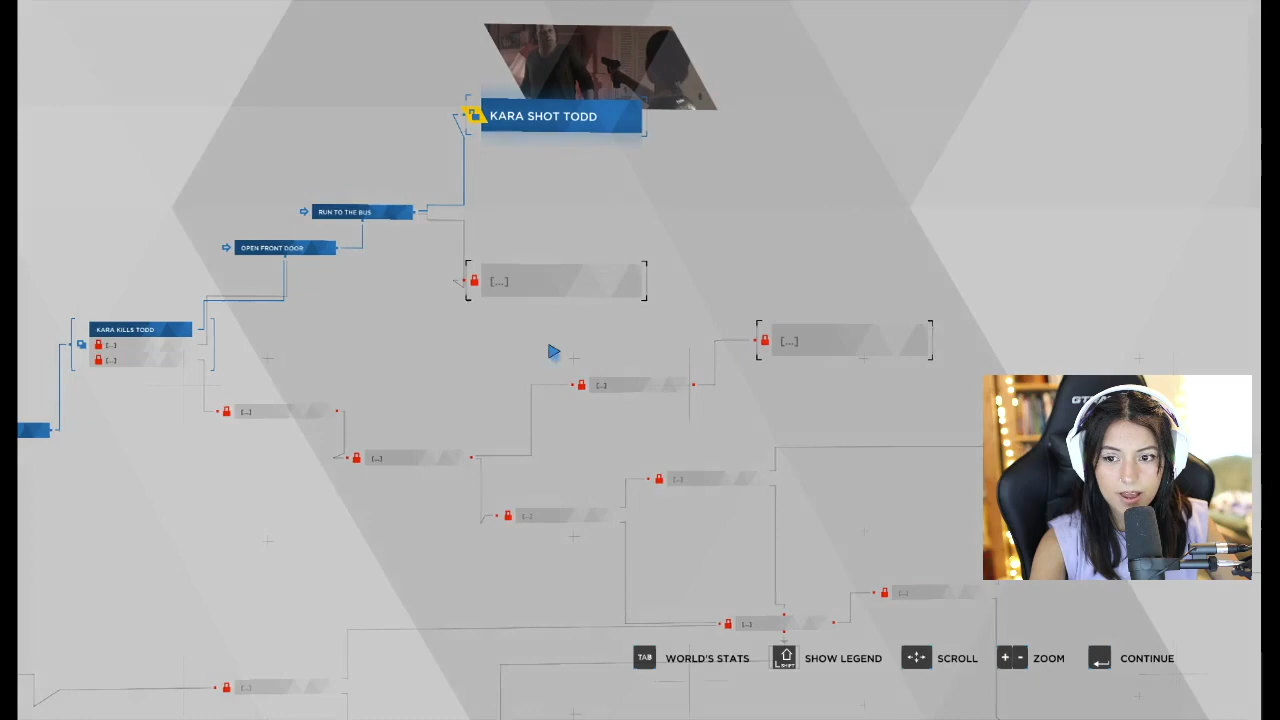 KARA SHOT TODD
RUN TO THE BUS
OPEN FRONT DOOR
[...]
KARA KILLS TODD
[...]
[...]
[...]
[...]
[...]
[...]
[...]
[...]
[...]
[...]
[...]
TAB WORLD'S STATS
SHIFT SHOW LEGEND
SCROLL
+ - ZOOM
CONTINUE